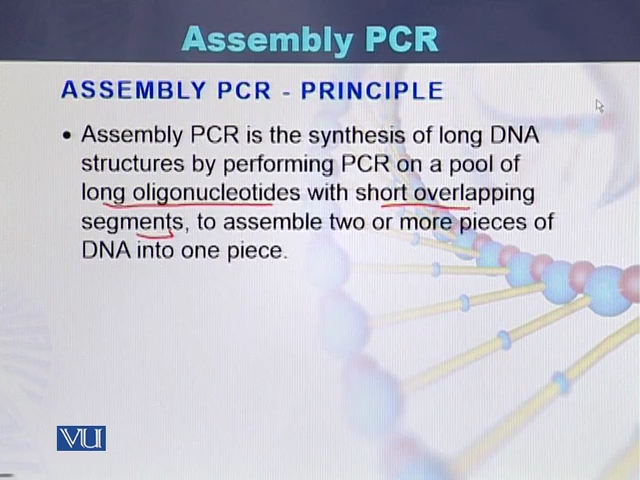 Assembly PCR
ASSEMBLY PCR - PRINCIPLE
• Assembly PCR is the synthesis of long DNA
structures by performing PCR on a pool of
long oligonucleotides with short overlapping
segments, to assemble two or more pieces of
DNA into one piece.
VU